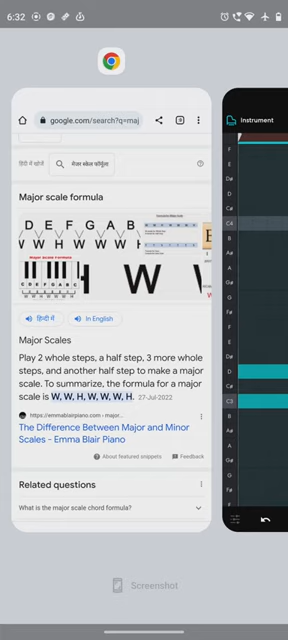 6:32
google.com/search?q=maj
हिंदी में खोजें
मेजर स्केल फॉर्मूला
Major scale formula
D E F G A B
W W H W W W H
Major Scale Formula
C D E F G A B C
W
हिन्दी में
In English
Major Scales
Play 2 whole steps, a half step, 3 more whole
steps, and another half step to make a major
scale. To summarize, the formula for a major
scale is W, W, H, W, W, W, H. 27-Jul-2022
https://emmablairpiano.com › major...
The Difference Between Major and Minor
Scales - Emma Blair Piano
About featured snippets
Feedback
Related questions
What is the major scale chord formula?
Screenshot
Instrument
F
E
D#
D
C#
C4
B
A#
A
G#
G
F#
F
E
D#
D
C#
C3
B
A#
A
G#
G
F#
F